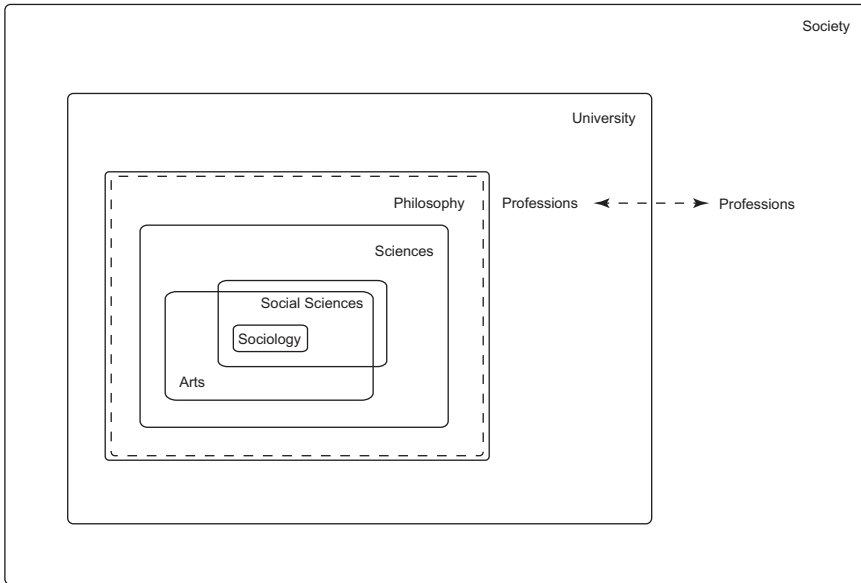 Society
University
Philosophy
Professions
Professions
Sciences
Social Sciences
Sociology
Arts